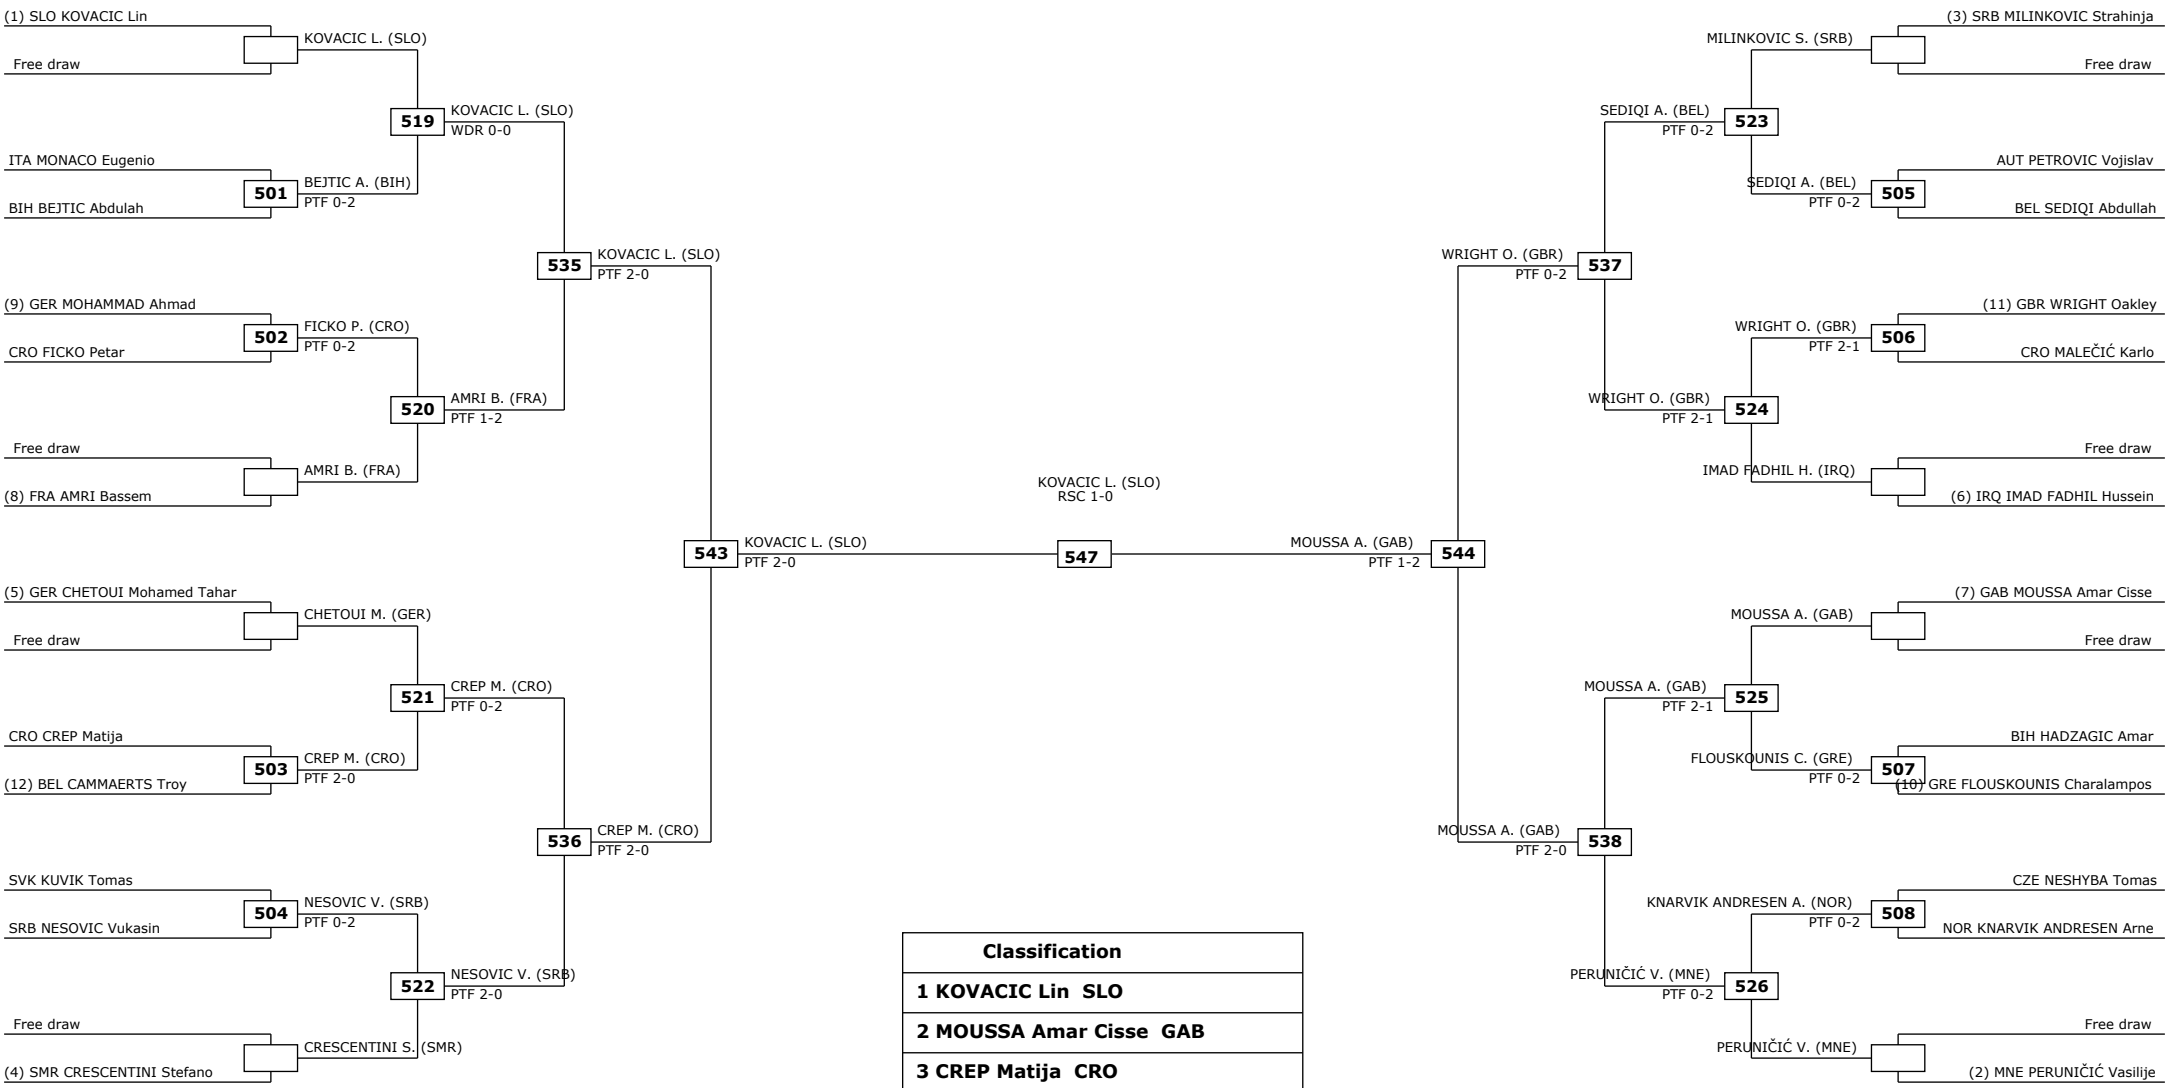 (1) SLO KOVACIC Lin
KOVACIC L. (SLO)
Free draw
519
KOVACIC L. (SLO)
WDR 0-0
ITA MONACO Eugenio
501
BEJTIC A. (BIH)
PTF 0-2
BIH BEJTIC Abdulah
535
KOVACIC L. (SLO)
PTF 2-0
(9) GER MOHAMMAD Ahmad
502
FICKO P. (CRO)
PTF 0-2
CRO FICKO Petar
520
AMRI B. (FRA)
PTF 1-2
Free draw
AMRI B. (FRA)
(8) FRA AMRI Bassem
543
KOVACIC L. (SLO)
PTF 2-0
(5) GER CHETOUI Mohamed Tahar
CHETOUI M. (GER)
Free draw
521
CREP M. (CRO)
PTF 0-2
CRO CREP Matija
503
CREP M. (CRO)
PTF 2-0
(12) BEL CAMMAERTS Troy
536
CREP M. (CRO)
PTF 2-0
SVK KUVIK Tomas
504
NESOVIC V. (SRB)
PTF 0-2
SRB NESOVIC Vukasin
522
NESOVIC V. (SRB)
PTF 2-0
Free draw
CRESCENTINI S. (SMR)
(4) SMR CRESCENTINI Stefano
KOVACIC L. (SLO)
RSC 1-0
547
(3) SRB MILINKOVIC Strahinja
MILINKOVIC S. (SRB)
Free draw
SEDIQI A. (BEL)
PTF 0-2
523
AUT PETROVIC Vojislav
SEDIQI A. (BEL)
PTF 0-2
505
BEL SEDIQI Abdullah
WRIGHT O. (GBR)
PTF 0-2
537
(11) GBR WRIGHT Oakley
WRIGHT O. (GBR)
PTF 2-1
506
CRO MALEČIĆ Karlo
WRIGHT O. (GBR)
PTF 2-1
524
Free draw
IMAD FADHIL H. (IRQ)
(6) IRQ IMAD FADHIL Hussein
MOUSSA A. (GAB)
PTF 1-2
544
(7) GAB MOUSSA Amar Cisse
MOUSSA A. (GAB)
Free draw
MOUSSA A. (GAB)
PTF 2-1
525
BIH HADZAGIC Amar
FLOUSKOUNIS C. (GRE)
PTF 0-2
507
(10) GRE FLOUSKOUNIS Charalampos
MOUSSA A. (GAB)
PTF 2-0
538
CZE NESHYBA Tomas
KNARVIK ANDRESEN A. (NOR)
PTF 0-2
508
NOR KNARVIK ANDRESEN Arne
PERUNIČIĆ V. (MNE)
PTF 0-2
526
Free draw
PERUNIČIĆ V. (MNE)
(2) MNE PERUNIČIĆ Vasilije
Classification
1 KOVACIC Lin SLO
2 MOUSSA Amar Cisse GAB
3 CREP Matija CRO